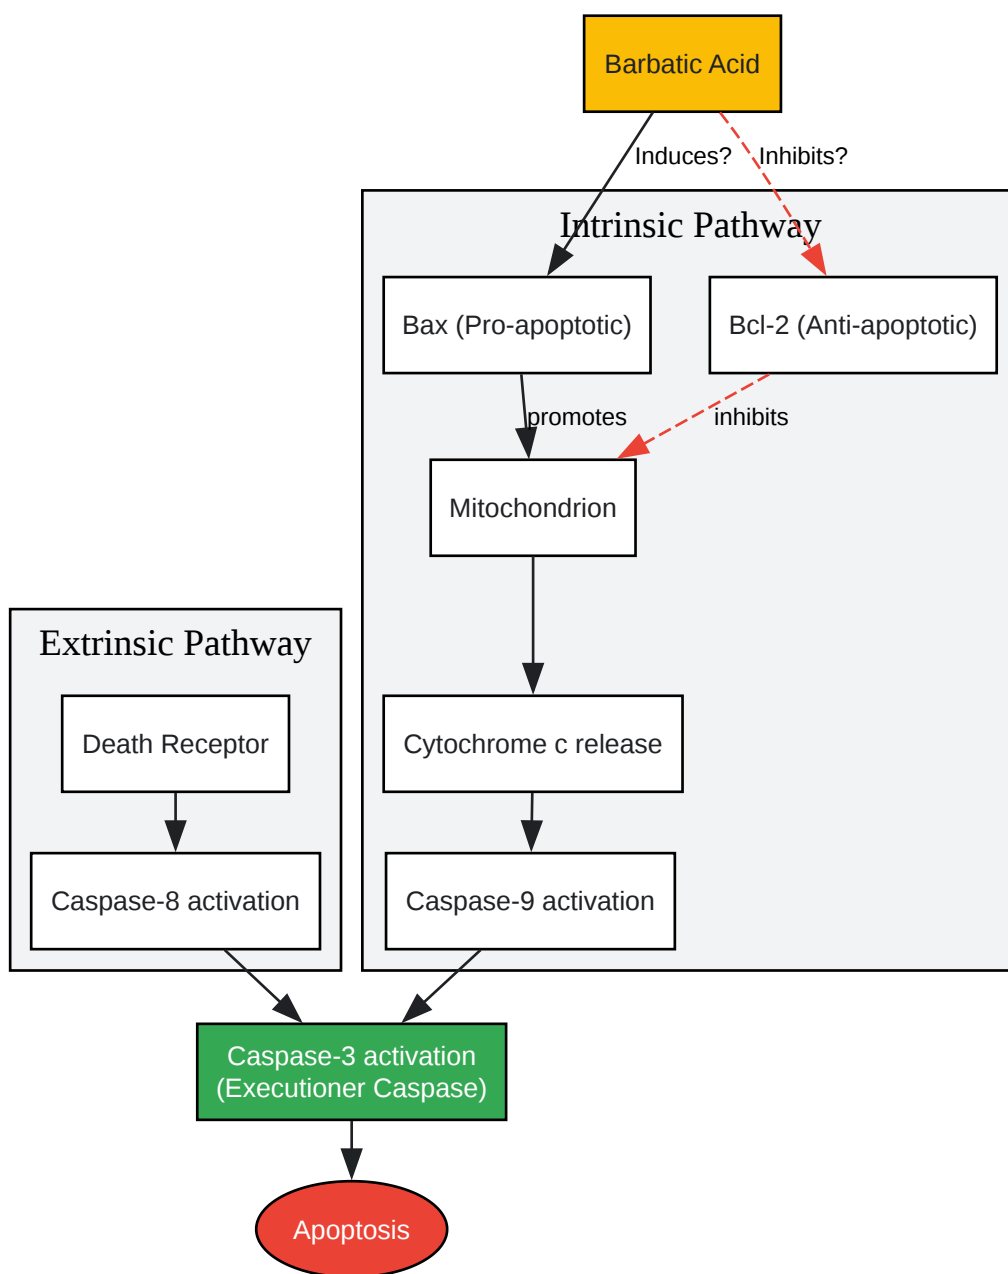 Barbatic Acid
Induces?
Inhibits?
Intrinsic Pathway
Bax (Pro-apoptotic)
Bcl-2 (Anti-apoptotic)
promotes
inhibits
Mitochondrion
Extrinsic Pathway
Death Receptor
Cytochrome c release
Caspase-8 activation
Caspase-9 activation
Caspase-3 activation
(Executioner Caspase)
Apoptosis